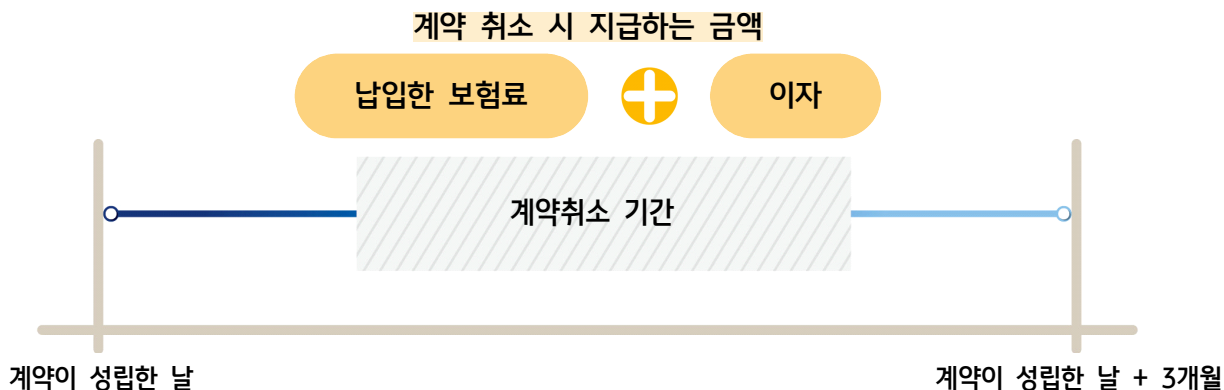 계약 취소 시 지급하는 금액
납입한 보험료 + 이자
계약취소 기간
계약이 성립한 날
계약이 성립한 날 + 3개월